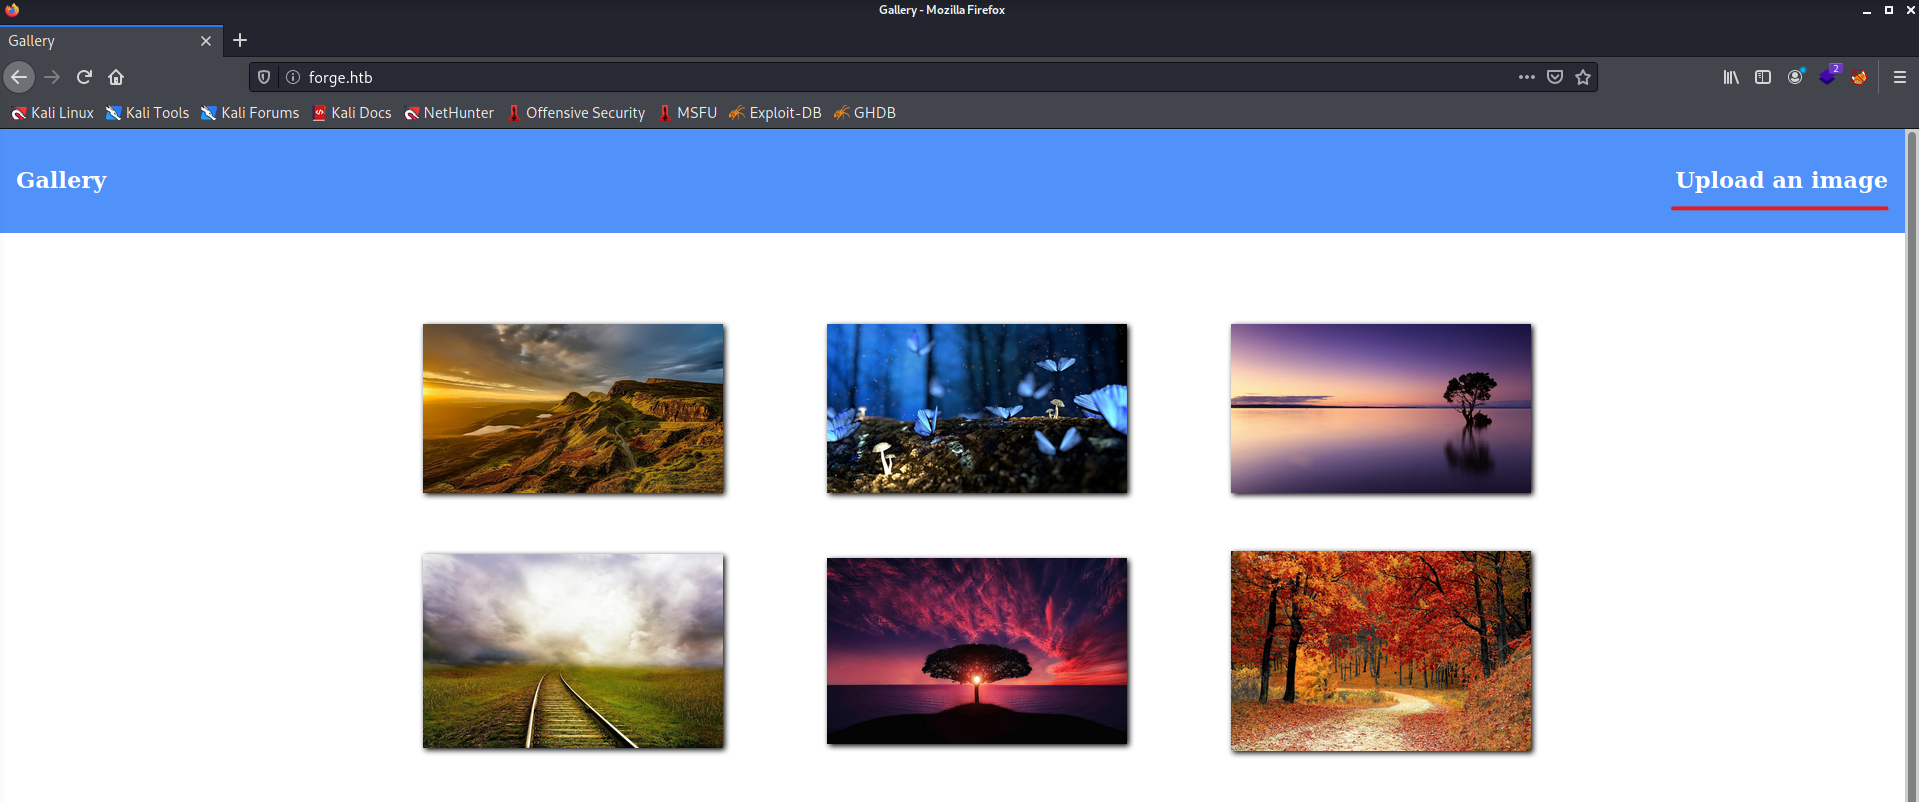 Gallery - Mozilla Firefox
Gallery
forge.htb
2
Kali Linux Kali Tools Kali Forums Kali Docs NetHunter Offensive Security MSFU Exploit-DB GHDB
Gallery Upload an image